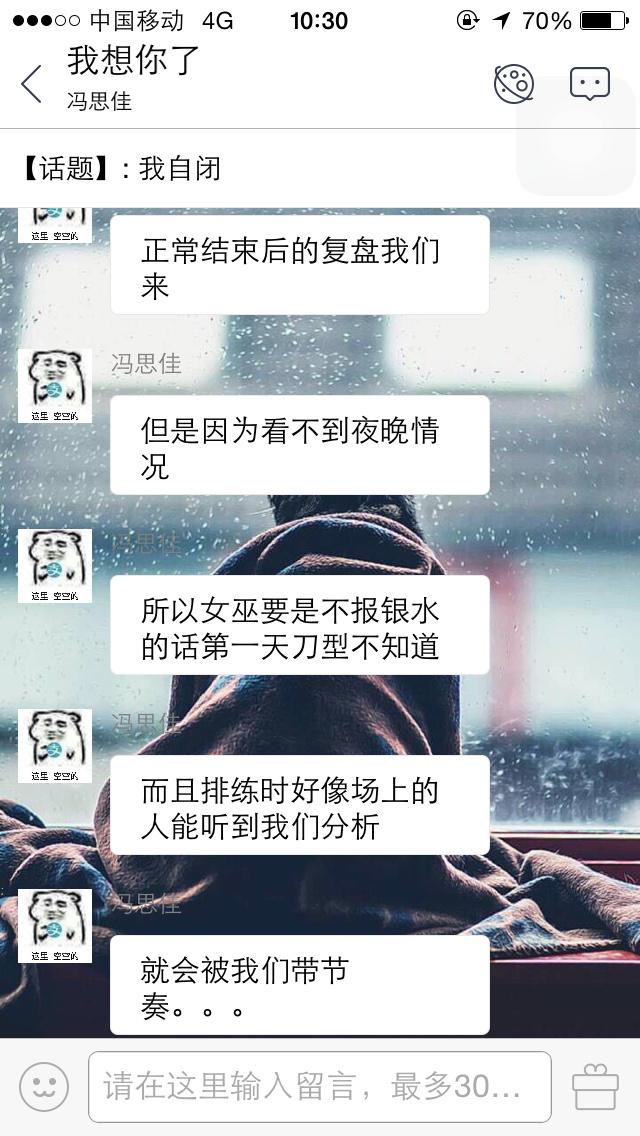 中国移动 4G 10:30 70%
我想你了
冯思佳
【话题】: 我自闭
这里 空空的
正常结束后的复盘我们
来
冯思佳
这里 空空的
但是因为看不到夜晚情
况
冯思佳
这里 空空的
所以女巫要是不报银水
的话第一天刀型不知道
冯思佳
这里 空空的
而且排练时好像场上的
人能听到我们分析
冯思佳
这里 空空的
就会被我们带节
奏。。。
请在这里输入留言，最多30...